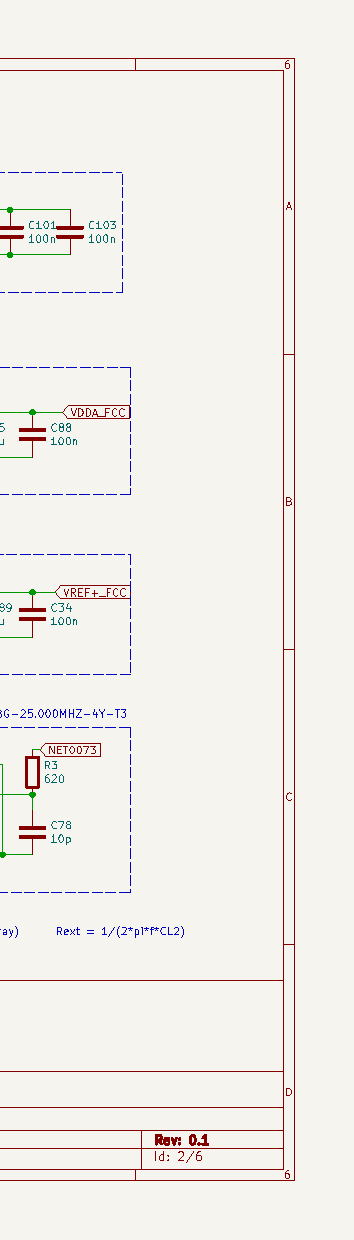 6
A
C101 C103
100n 100n
VDDA_FCC
5 C88
100n
B
VREF+_FCC
89 C34
100n
G-25.000MHZ-4Y-T3
NET0073
R3
620
C
C78
10p
ray) Rext = 1/(2*pi*f*CL2)
D
Rev: 0.1
Id: 2/6
6